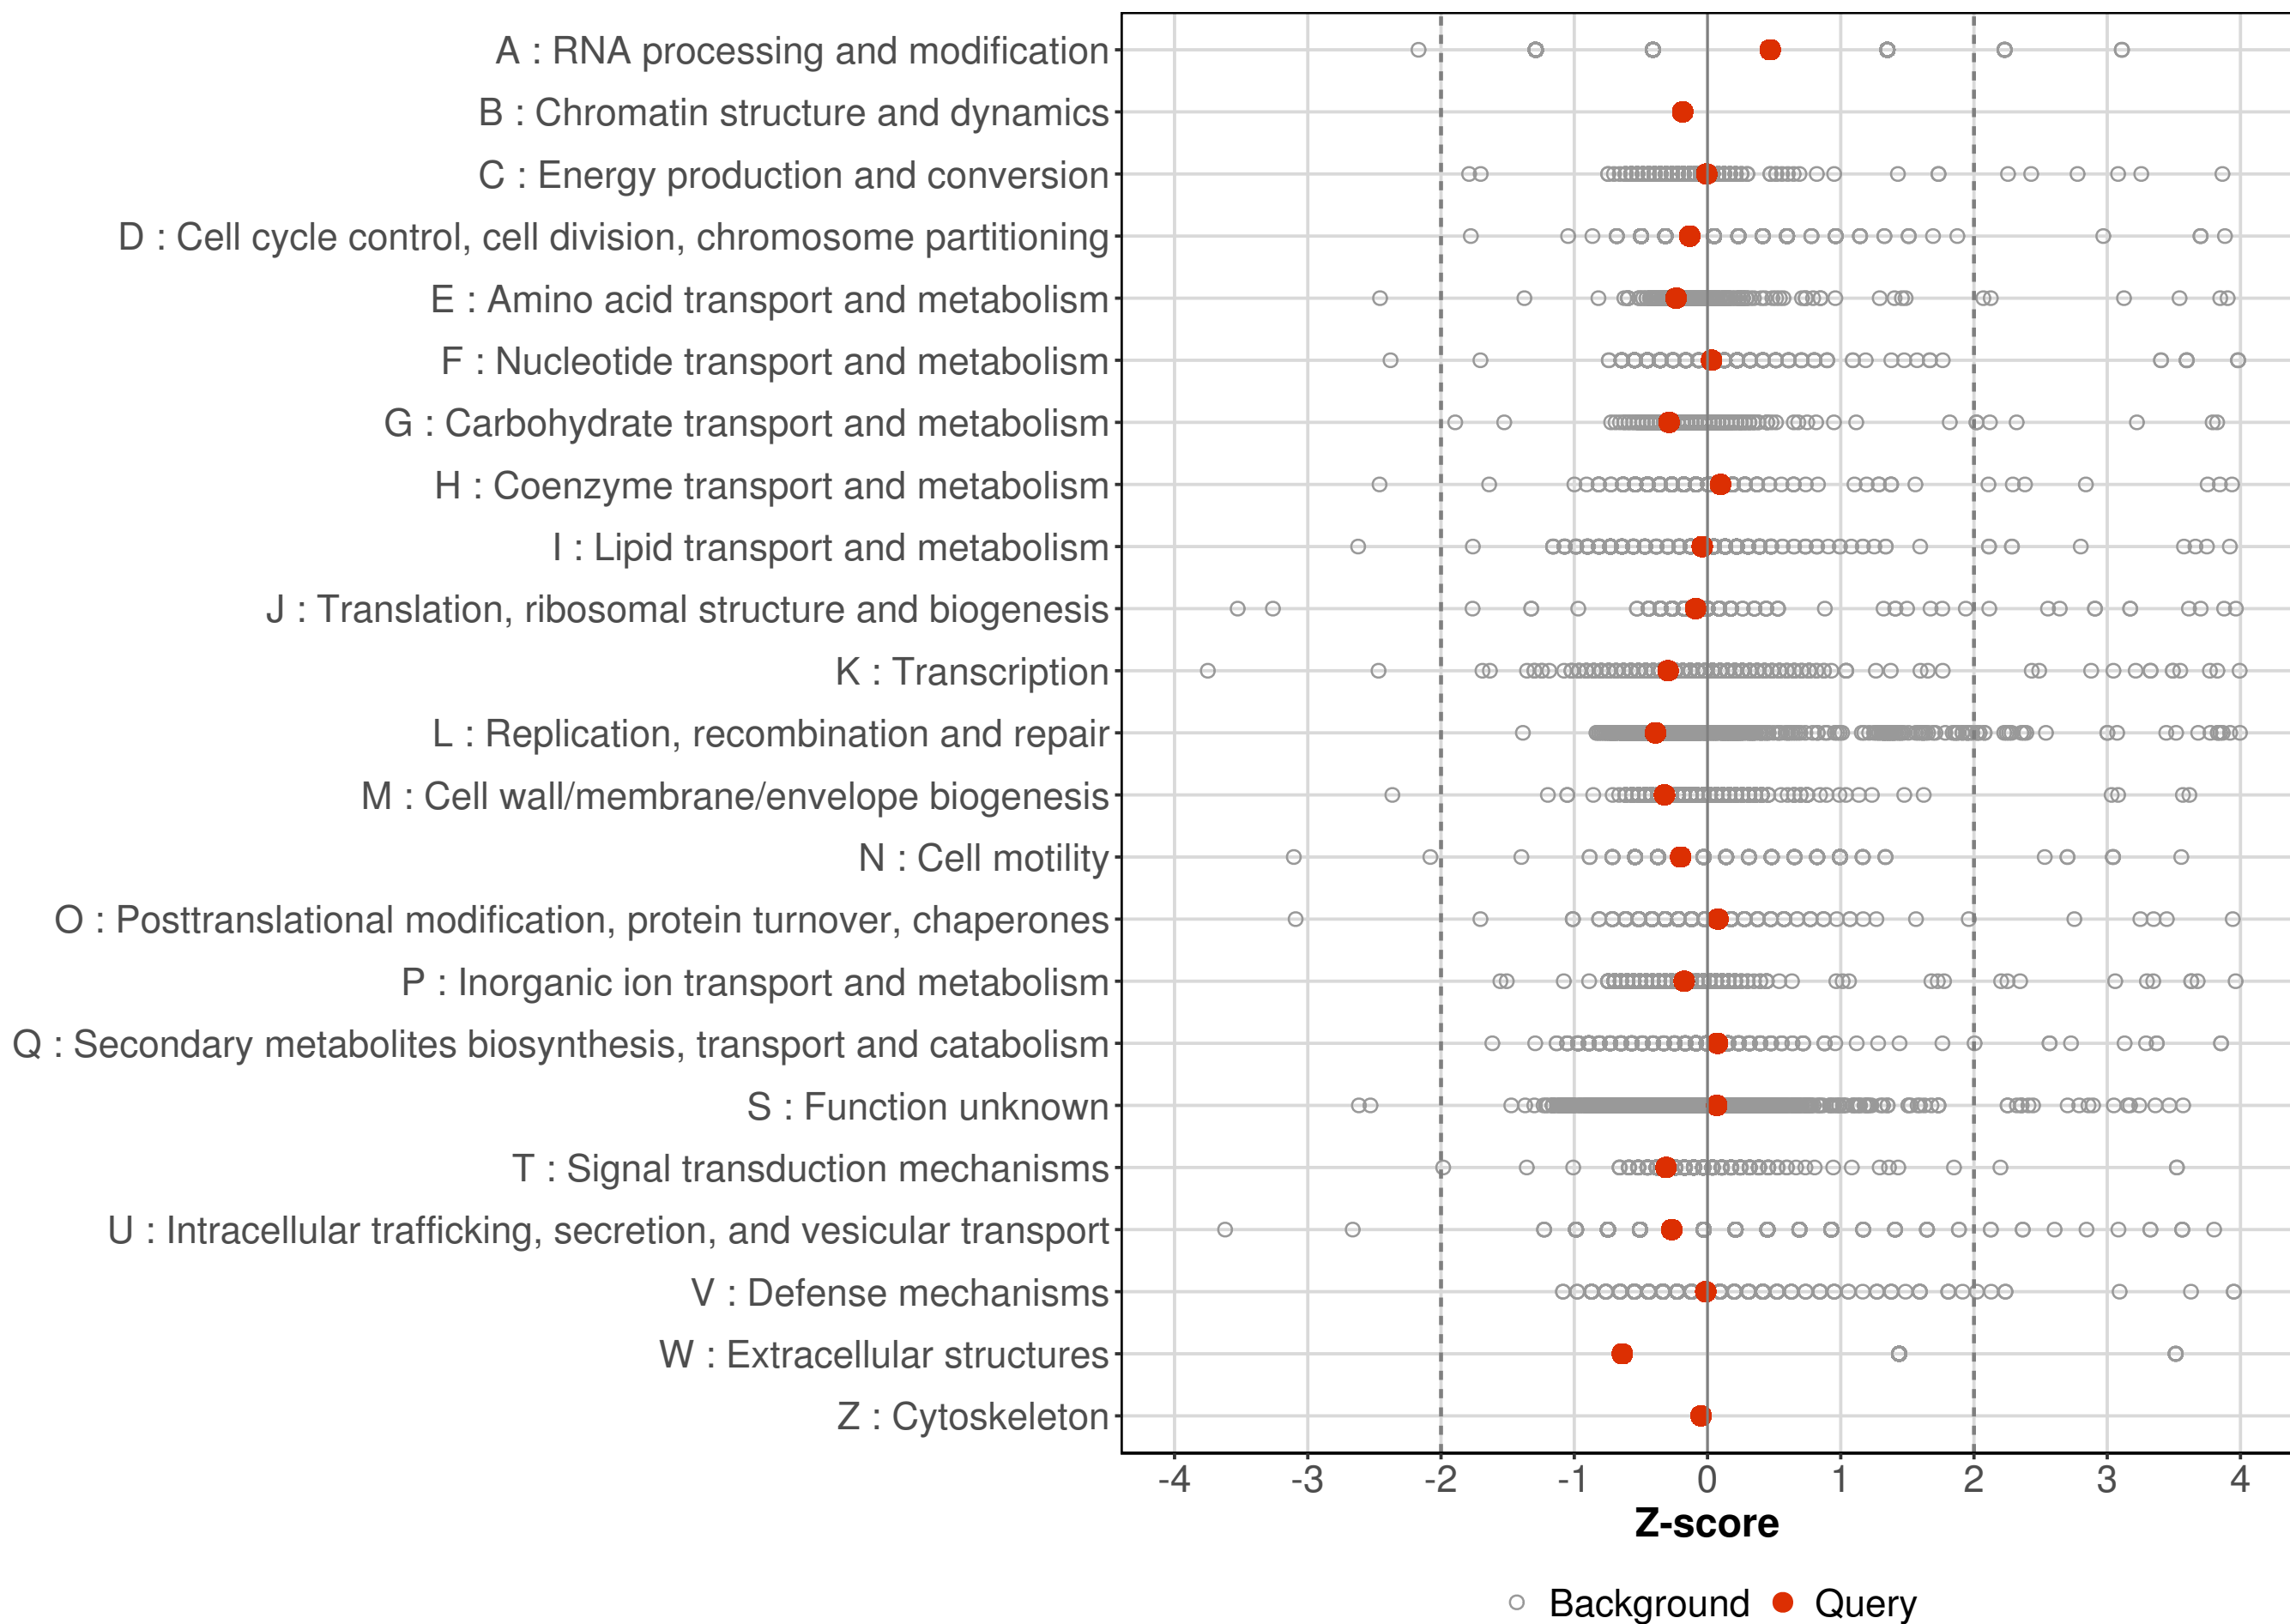 A : RNA processing and modification
B : Chromatin structure and dynamics
C : Energy production and conversion
D : Cell cycle control, cell division, chromosome partitioning
E : Amino acid transport and metabolism
F : Nucleotide transport and metabolism
G : Carbohydrate transport and metabolism
H : Coenzyme transport and metabolism
I : Lipid transport and metabolism
J : Translation, ribosomal structure and biogenesis
K : Transcription
L : Replication, recombination and repair
M : Cell wall/membrane/envelope biogenesis
N : Cell motility
O : Posttranslational modification, protein turnover, chaperones
P : Inorganic ion transport and metabolism
Q : Secondary metabolites biosynthesis, transport and catabolism
S : Function unknown
T : Signal transduction mechanisms
U : Intracellular trafficking, secretion, and vesicular transport
V : Defense mechanisms
W : Extracellular structures
Z : Cytoskeleton
-4 -3 -2 -1 0 1 2 3 4
Z-score
Background Query